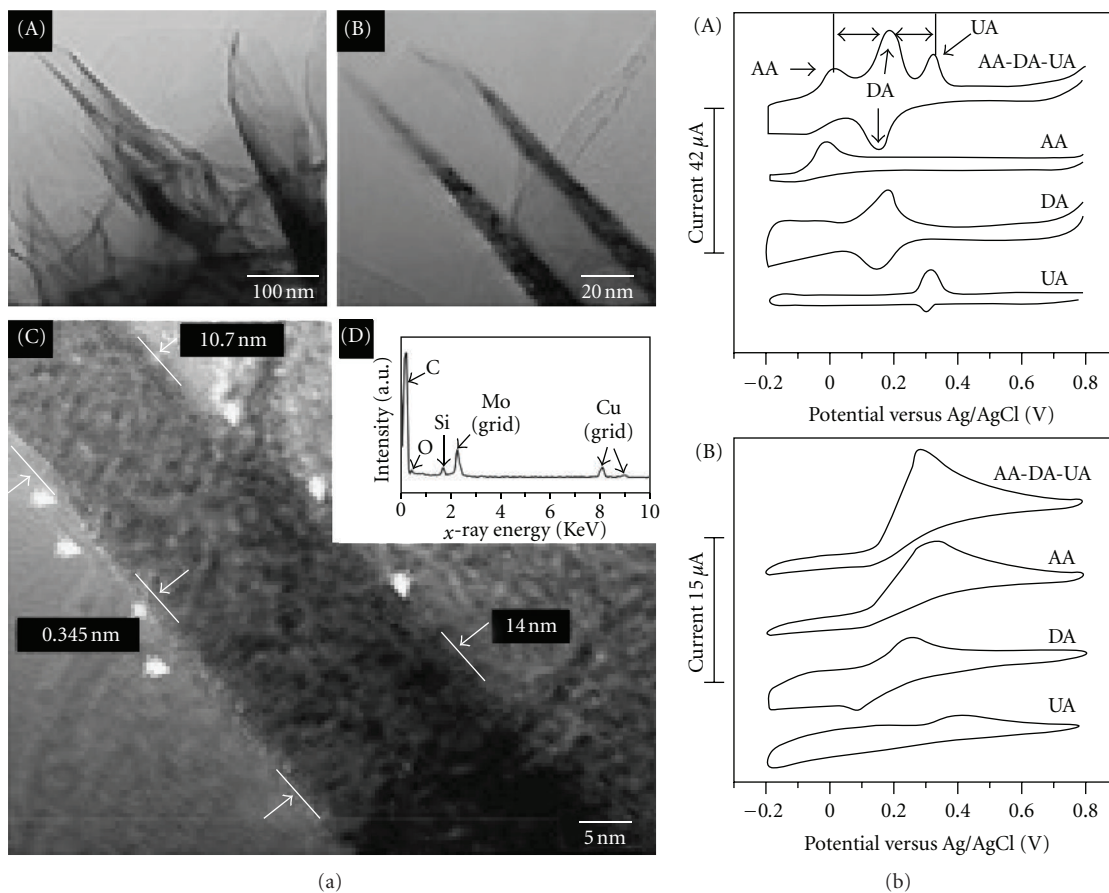 (A)
100 nm
(B)
20 nm
(C)
10.7 nm
0.345 nm
14 nm
5 nm
(D)
Intensity (a.u.)
C
O
Si
Mo
(grid)
Cu
(grid)
0 2 4 6 8 10
x-ray energy (KeV)
(a)
(A)
UA
AA
AA-DA-UA
DA
AA
DA
UA
Current 42 μA
−0.2 0 0.2 0.4 0.6 0.8
Potential versus Ag/AgCl (V)
(B)
AA-DA-UA
AA
DA
UA
Current 15 μA
−0.2 0 0.2 0.4 0.6 0.8
Potential versus Ag/AgCl (V)
(b)